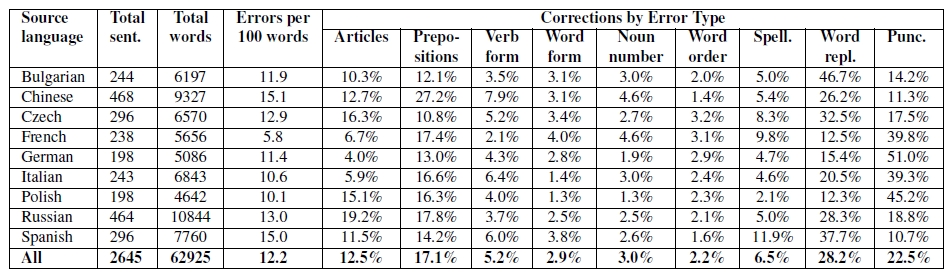 Source Total Total Errors per Corrections by Error Type
language sent. words 100 words Articles Prepo- Verb Word Noun Word Spell. Word Punc.
sitions form form number order repl.
Bulgarian 244 6197 11.9 10.3% 12.1% 3.5% 3.1% 3.0% 2.0% 5.0% 46.7% 14.2%
Chinese 468 9327 15.1 12.7% 27.2% 7.9% 3.1% 4.6% 1.4% 5.4% 26.2% 11.3%
Czech 296 6570 12.9 16.3% 10.8% 5.2% 3.4% 2.7% 3.2% 8.3% 32.5% 17.5%
French 238 5656 5.8 6.7% 17.4% 2.1% 4.0% 4.6% 3.1% 9.8% 12.5% 39.8%
German 198 5086 11.4 4.0% 13.0% 4.3% 2.8% 1.9% 2.9% 4.7% 15.4% 51.0%
Italian 243 6843 10.6 5.9% 16.6% 6.4% 1.4% 3.0% 2.4% 4.6% 20.5% 39.3%
Polish 198 4642 10.1 15.1% 16.3% 4.0% 1.3% 1.3% 2.3% 2.1% 12.3% 45.2%
Russian 464 10844 13.0 19.2% 17.8% 3.7% 2.5% 2.5% 2.1% 5.0% 28.3% 18.8%
Spanish 296 7760 15.0 11.5% 14.2% 6.0% 3.8% 2.6% 1.6% 11.9% 37.7% 10.7%
All 2645 62925 12.2 12.5% 17.1% 5.2% 2.9% 3.0% 2.2% 6.5% 28.2% 22.5%